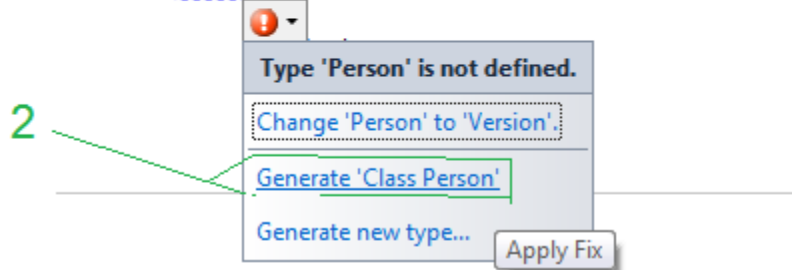 Type 'Person' is not defined.
Change 'Person' to 'Version'.
2
Generate 'Class Person'
Generate new type...
Apply Fix